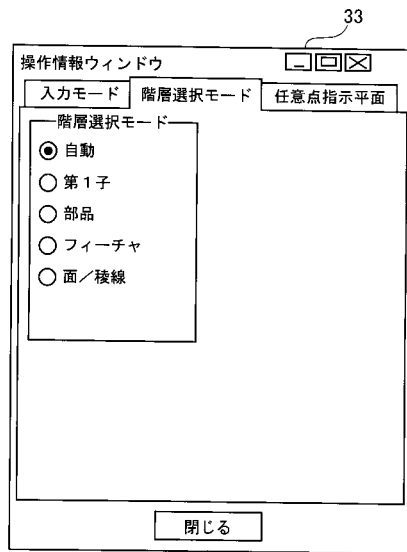 33
操作情報ウィンドウ
入力モード 階層選択モード 任意点指示平面
階層選択モード
自動
第1子
部品
フィーチャ
面/稜線
閉じる